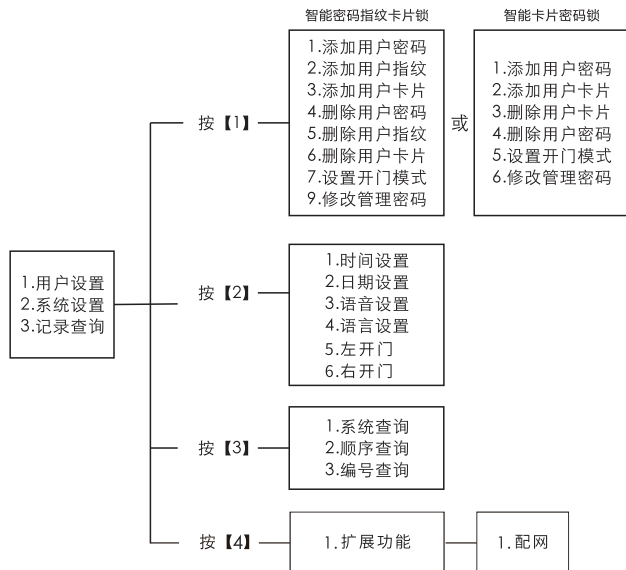 智能密码指纹卡片锁
1.添加用户密码
2.添加用户指纹
3.添加用户卡片
4.删除用户密码
5.删除用户指纹
6.删除用户卡片
7.设置开门模式
9.修改管理密码
或
智能卡片密码锁
1.添加用户密码
2.添加用户卡片
3.删除用户卡片
4.删除用户密码
5.设置开门模式
6.修改管理密码
按【1】
1.用户设置
2.系统设置
3.记录查询
按【2】
1.时间设置
2.日期设置
3.语音设置
4.语言设置
5.左开门
6.右开门
按【3】
1.系统查询
2.顺序查询
3.编号查询
按【4】
1.扩展功能
1.配网